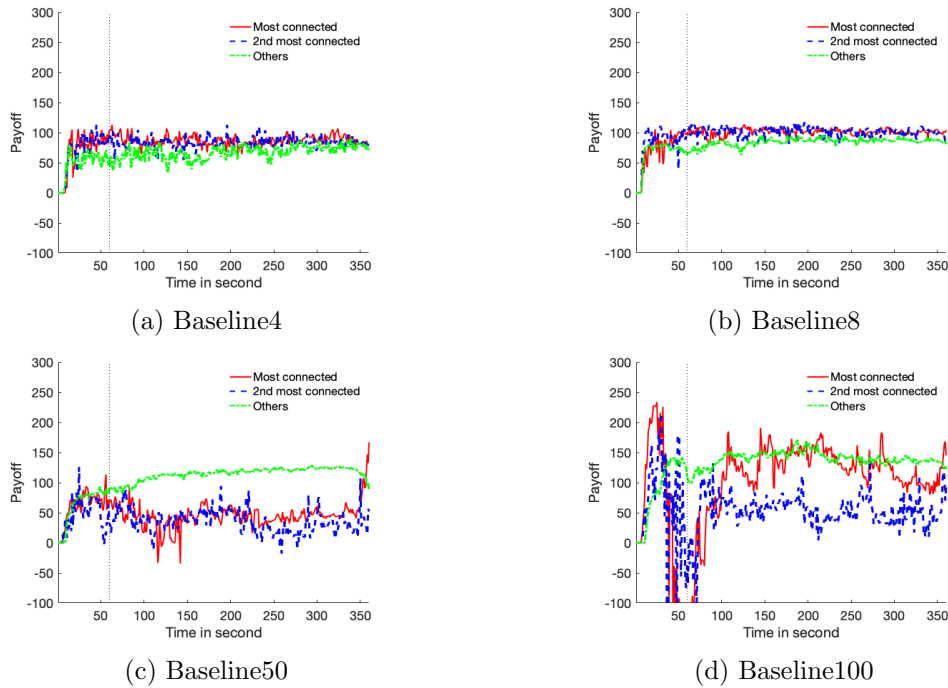 300
250
200
150
100
50
0
-50
-100
Payoff
Most connected
2nd most connected
Others
50 100 150 200 250 300 350
Time in second
(a) Baseline4
300
250
200
150
100
50
0
-50
-100
Payoff
Most connected
2nd most connected
Others
50 100 150 200 250 300 350
Time in second
(b) Baseline8
300
250
200
150
100
50
0
-50
-100
Payoff
Most connected
2nd most connected
Others
50 100 150 200 250 300 350
Time in second
(c) Baseline50
300
250
200
150
100
50
0
-50
-100
Payoff
Most connected
2nd most connected
Others
50 100 150 200 250 300 350
Time in second
(d) Baseline100